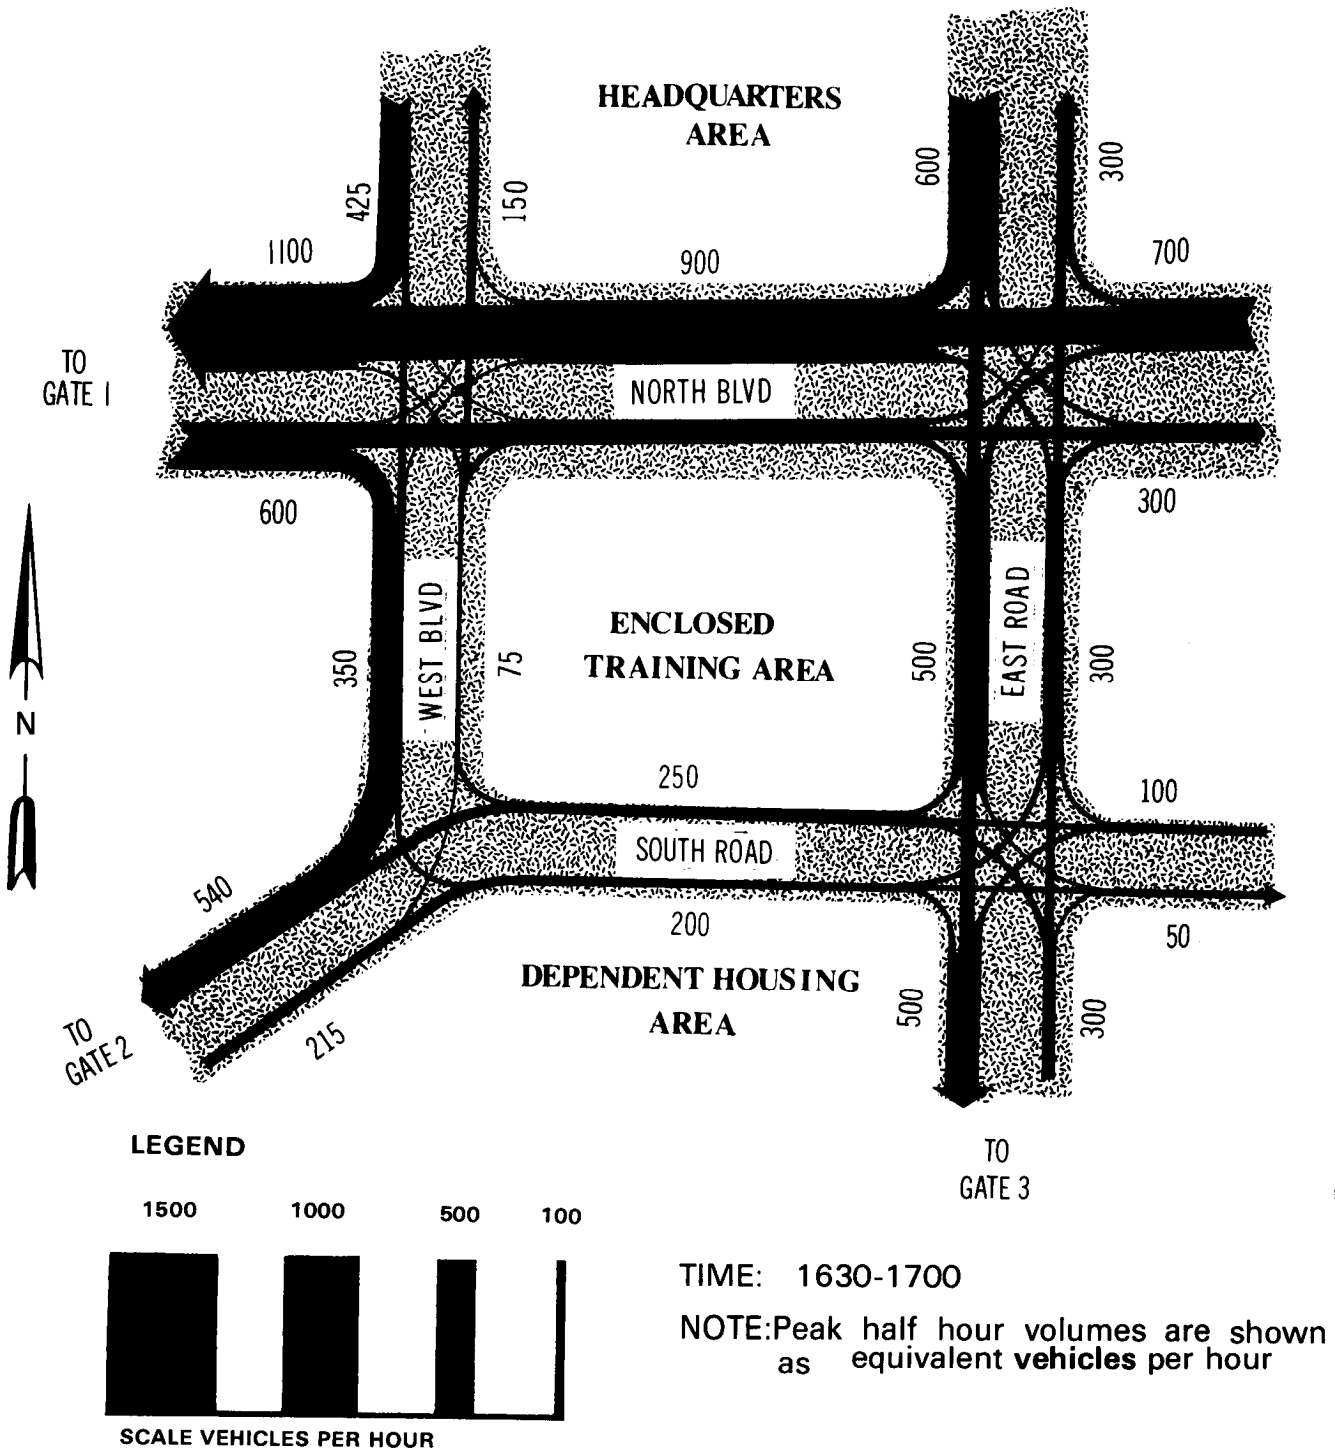 HEADQUARTERS
AREA
425
150
600
300
1100
900
700
TO
GATE 1
NORTH BLVD
600
300
N
350
WEST BLVD
75
ENCLOSED
TRAINING AREA
500
EAST ROAD
300
250
100
SOUTH ROAD
540
200
50
DEPENDENT HOUSING
AREA
500
300
TO
GATE 2
215
TO
GATE 3
LEGEND
1500 1000 500 100
SCALE VEHICLES PER HOUR
TIME: 1630-1700
NOTE:Peak half hour volumes are shown
as equivalent vehicles per hour